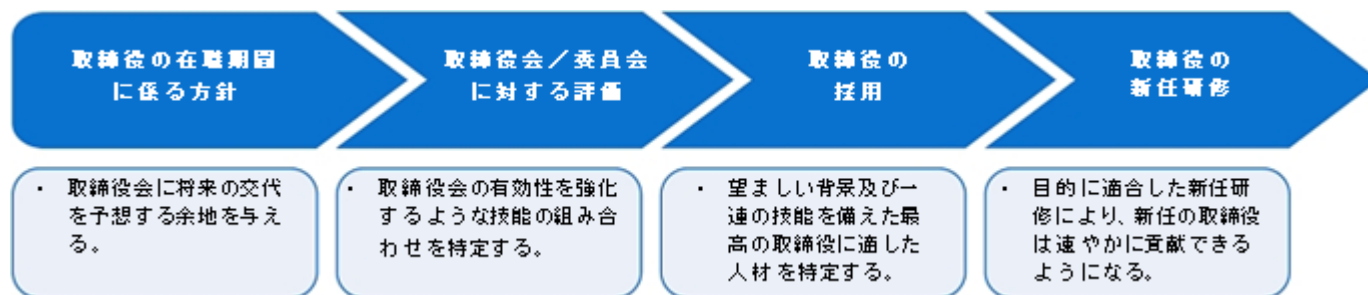 取締役の在職期間
に係る方針
取締役会／委員会
に対する評価
取締役の
採用
取締役の
新任研修
・ 取締役会に将来の交代
を予想する余地を与え
る。
・ 取締役会の有効性を強化
するような技能の組み合
わせを特定する。
・ 望ましい背景及び一
連の技能を備えた最
高の取締役に適した
人材を特定する。
・ 目的に適合した新任研
修により、新任の取締役
は速やかに貢献できる
ようになる。